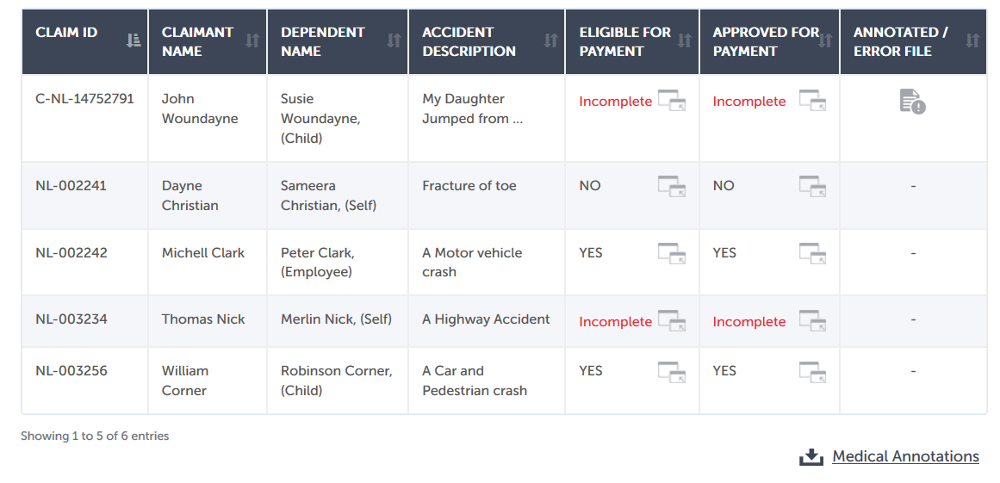 CLAIM ID
CLAIMANT NAME
DEPENDENT NAME
ACCIDENT DESCRIPTION
ELIGIBLE FOR PAYMENT
APPROVED FOR PAYMENT
ANNOTATED / ERROR FILE
C-NL-14752791
John
Woundayne
Susie
Woundayne,
(Child)
My Daughter
Jumped from ...
Incomplete
Incomplete
NL-002241
Dayne
Christian
Sameera
Christian, (Self)
Fracture of toe
NO
NO
-
NL-002242
Michell Clark
Peter Clark,
(Employee)
A Motor vehicle
crash
YES
YES
-
NL-003234
Thomas Nick
Merlin Nick, (Self)
A Highway Accident
Incomplete
Incomplete
-
NL-003256
William
Corner
Robinson Corner,
(Child)
A Car and
Pedestrian crash
YES
YES
-
Showing 1 to 5 of 6 entries
Medical Annotations